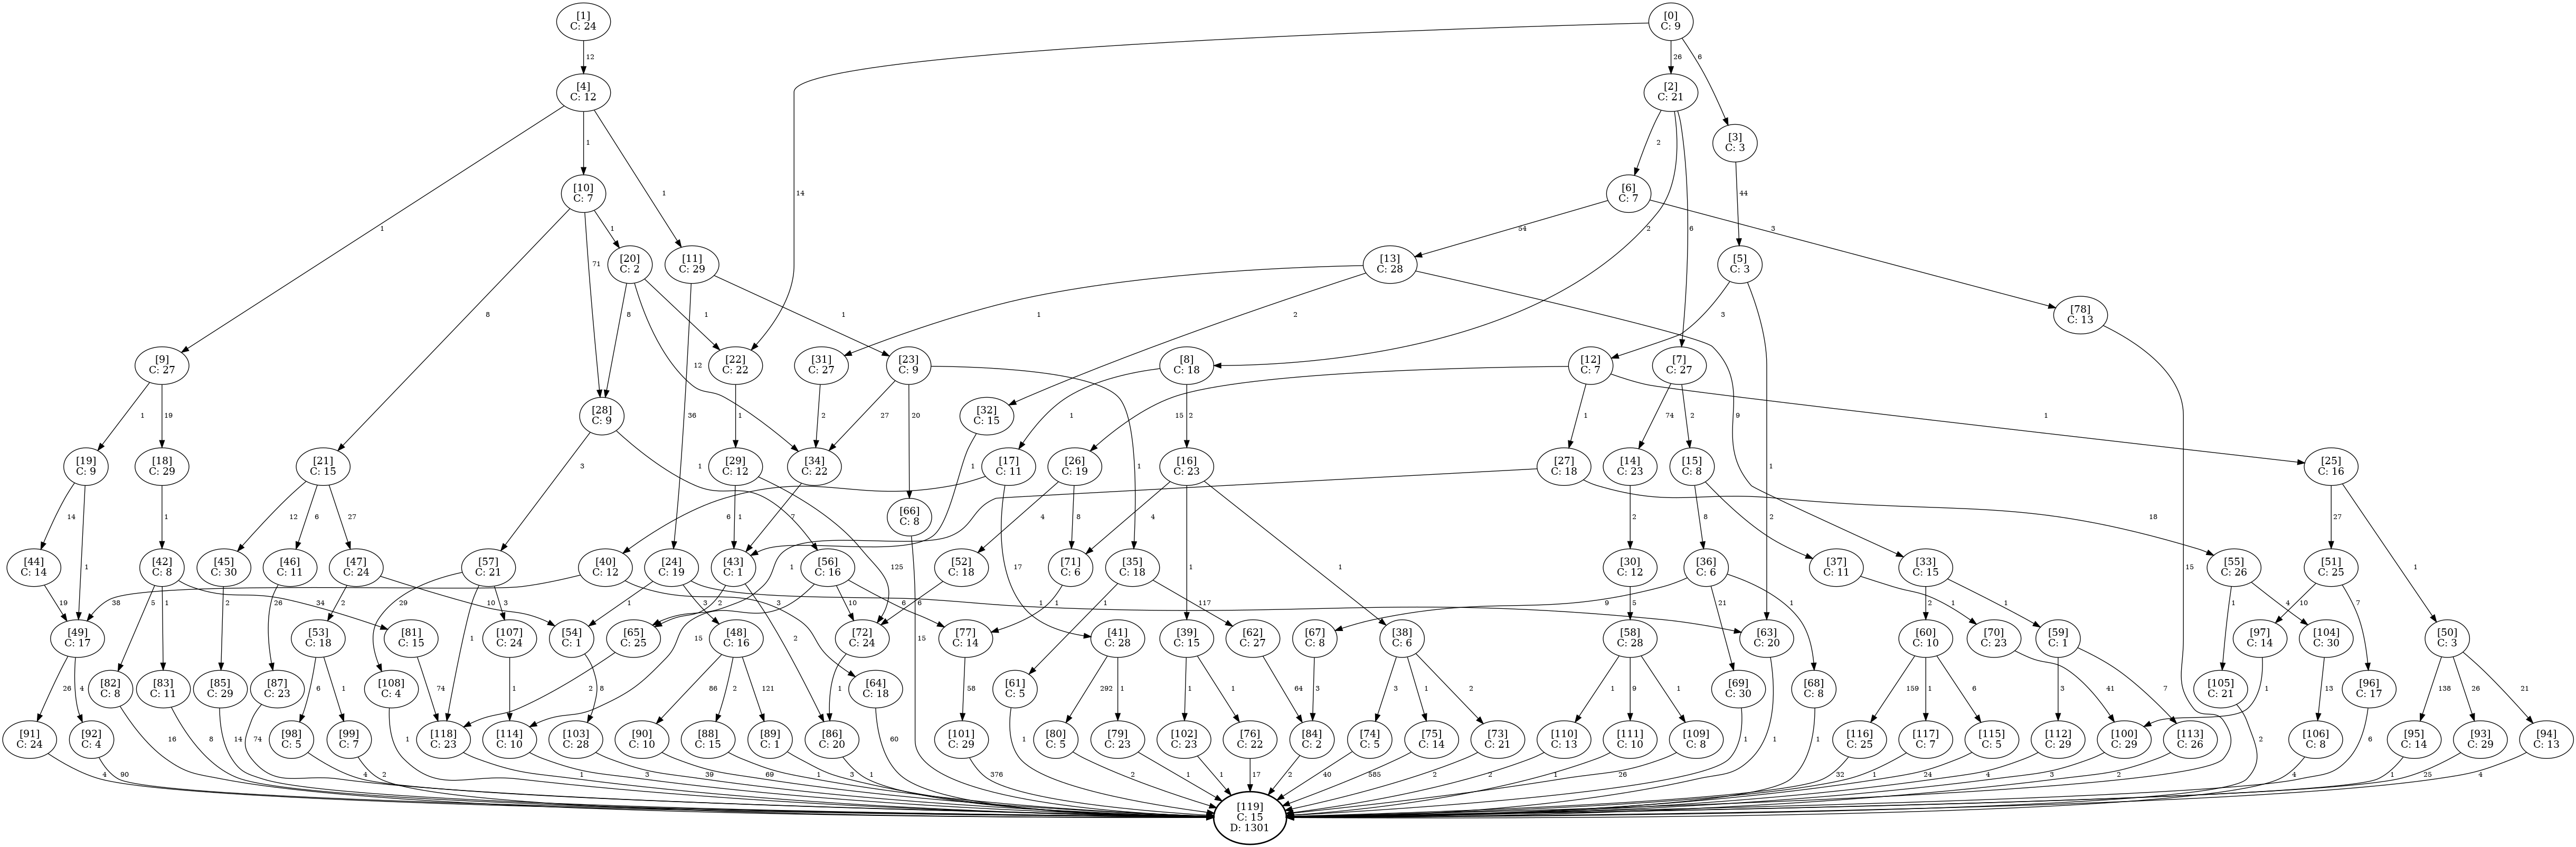 [1]
C: 24
[0]
C: 9
12
14
26
6
[4]
C: 12
[2]
C: 21
[3]
C: 3
1
1
1
2
2
6
44
[10]
C: 7
[6]
C: 7
8
71
1
54
3
[20]
C: 2
[11]
C: 29
[13]
C: 28
[5]
C: 3
8
12
1
36
1
1
2
9
3
1
[78]
C: 13
15
[9]
C: 27
[22]
C: 22
[31]
C: 27
[23]
C: 9
[8]
C: 18
[12]
C: 7
[7]
C: 27
1
19
1
2
27
20
1
1
2
15
1
1
74
2
[28]
C: 9
[32]
C: 15
3
1
1
[19]
C: 9
[18]
C: 29
[21]
C: 15
[29]
C: 12
[34]
C: 22
[17]
C: 11
[26]
C: 19
[16]
C: 23
[27]
C: 18
[14]
C: 23
[15]
C: 8
[25]
C: 16
14
1
1
12
6
27
1
125
7
6
17
4
8
4
1
1
1
18
2
8
2
27
1
[66]
C: 8
15
[44]
C: 14
[42]
C: 8
[45]
C: 30
[46]
C: 11
[47]
C: 24
[57]
C: 21
[40]
C: 12
[24]
C: 19
[43]
C: 1
[56]
C: 16
[52]
C: 18
[71]
C: 6
[35]
C: 18
[30]
C: 12
[36]
C: 6
[37]
C: 11
[33]
C: 15
[55]
C: 26
[51]
C: 25
19
38
5
1
34
2
26
2
10
29
1
3
3
1
3
1
2
2
15
10
6
6
1
1
117
5
9
21
1
1
2
1
1
4
10
7
[49]
C: 17
[81]
C: 15
[53]
C: 18
[107]
C: 24
[54]
C: 1
[65]
C: 25
[48]
C: 16
[72]
C: 24
[77]
C: 14
[41]
C: 28
[39]
C: 15
[62]
C: 27
[67]
C: 8
[38]
C: 6
[58]
C: 28
[63]
C: 20
[60]
C: 10
[70]
C: 23
[59]
C: 1
[97]
C: 14
[104]
C: 30
[50]
C: 3
26
4
74
6
1
1
8
2
86
2
121
1
58
292
1
1
1
64
3
3
1
2
1
9
1
1
159
1
6
41
3
7
1
13
138
26
21
[82]
C: 8
[83]
C: 11
[85]
C: 29
[87]
C: 23
[108]
C: 4
[64]
C: 18
[61]
C: 5
[69]
C: 30
[68]
C: 8
[105]
C: 21
[96]
C: 17
16
8
14
74
1
60
1
1
1
2
6
[91]
C: 24
[92]
C: 4
[98]
C: 5
[99]
C: 7
[118]
C: 23
[114]
C: 10
[103]
C: 28
[90]
C: 10
[88]
C: 15
[89]
C: 1
[86]
C: 20
[101]
C: 29
[80]
C: 5
[79]
C: 23
[102]
C: 23
[76]
C: 22
[84]
C: 2
[74]
C: 5
[75]
C: 14
[73]
C: 21
[110]
C: 13
[111]
C: 10
[109]
C: 8
[116]
C: 25
[117]
C: 7
[115]
C: 5
[112]
C: 29
[100]
C: 29
[113]
C: 26
[106]
C: 8
[95]
C: 14
[93]
C: 29
[94]
C: 13
4
90
4
2
1
3
39
69
1
3
1
376
2
1
1
17
2
40
585
2
2
1
26
32
1
24
4
3
2
4
1
25
4
[119]
C: 15
D: 1301